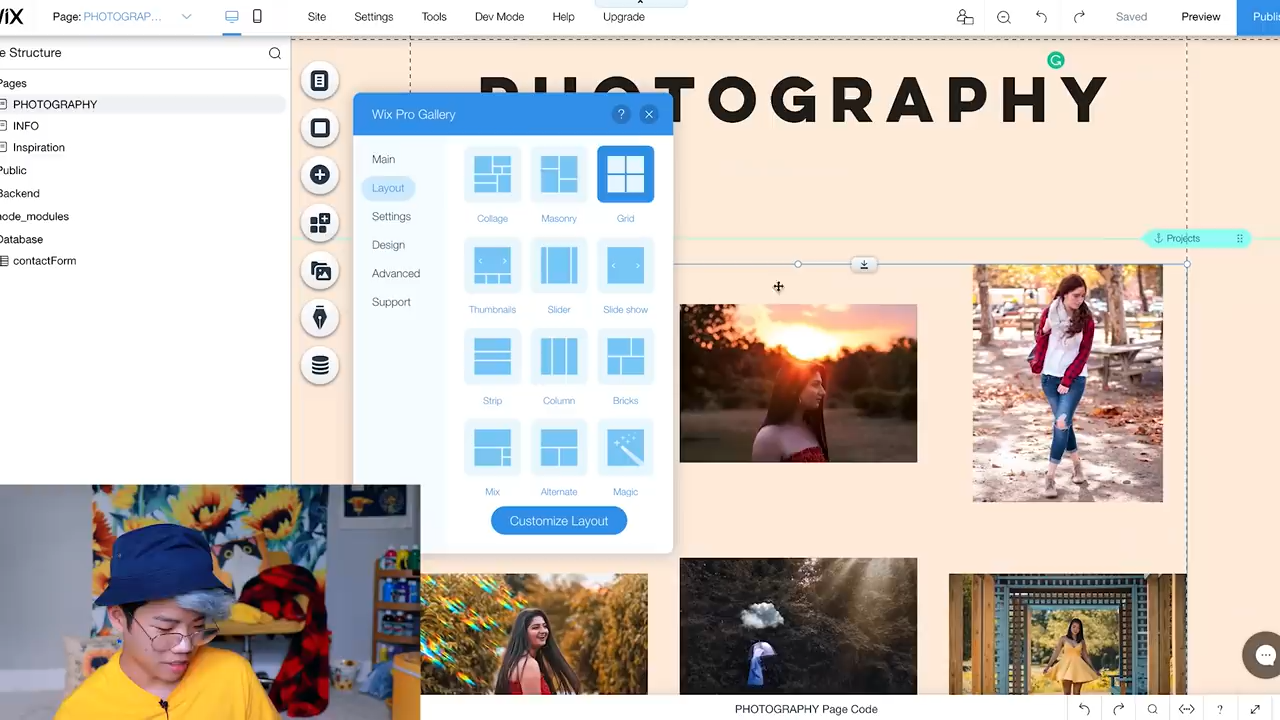 WiX
Page: PHOTOGRAP...
Site
Settings
Tools
Dev Mode
Help
Upgrade
Saved
Preview
Publi
e Structure
Pages
PHOTOGRAPHY
INFO
Inspiration
Public
Backend
node_modules
Database
contactForm
PHOTOGRAPHY
G
Wix Pro Gallery
?
Main
Layout
Settings
Design
Advanced
Support
Collage
Masonry
Grid
Thumbnails
Slider
Slide show
Strip
Column
Bricks
Mix
Alternate
Magic
Customize Layout
Projects
PHOTOGRAPHY Page Code
?